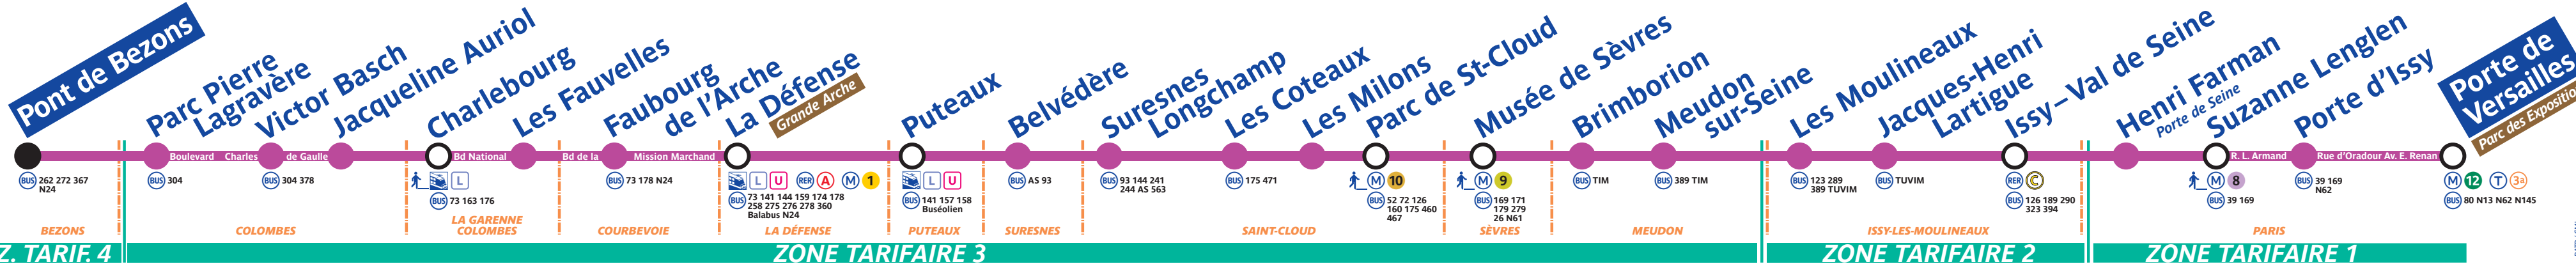 Pont de Bezons
Parc Pierre
Lagravère
Victor Basch
Jacqueline Auriol
Charlebourg
Les Fauvelles
Faubourg
de l'Arche
La Défense
Grande Arche
Puteaux
Belvédère
Suresnes
Longchamp
Les Coteaux
Les Milons
Parc de St-Cloud
Musée de Sèvres
Brimborion
Meudon
sur-Seine
Les Moulineaux
Jacques-Henri
Lartigue
Issy–Val de Seine
Henri Farman
Porte de Seine
Suzanne Lenglen
Porte d'Issy
Porte de
Versailles
Parc des Expositio
Boulevard Charles de Gaulle Bd National Bd de la Mission Marchand R. L. Armand Rue d'Oradour Av. E. Renan
BUS 262 272 367
N24
BUS 304
BUS 304 378
L
BUS 73 163 176
BUS 73 178 N24
L U RER A M 1
BUS 73 141 144 159 174 178
258 275 276 278 360
Balabus N24
L U
BUS 141 157 158
Buséolien
BUS AS 93
BUS 93 144 241
244 AS 563
BUS 175 471
M 10
BUS 52 72 126
160 175 460
467
M 9
BUS 169 171
179 279
26 N61
BUS TIM
BUS 389 TIM
BUS 123 289
389 TUVIM
BUS TUVIM
RER C
BUS 126 189 290
323 394
M 8
BUS 39 169
BUS 39 169
N62
M 12 T 3a
BUS 80 N13 N62 N145
BEZONS
COLOMBES
LA GARENNE
COLOMBES
COURBEVOIE
LA DÉFENSE
PUTEAUX
SURESNES
SAINT-CLOUD
SÈVRES
MEUDON
ISSY-LES-MOULINEAUX
PARIS
Z. TARIF. 4
ZONE TARIFAIRE 3
ZONE TARIFAIRE 2
ZONE TARIFAIRE 1